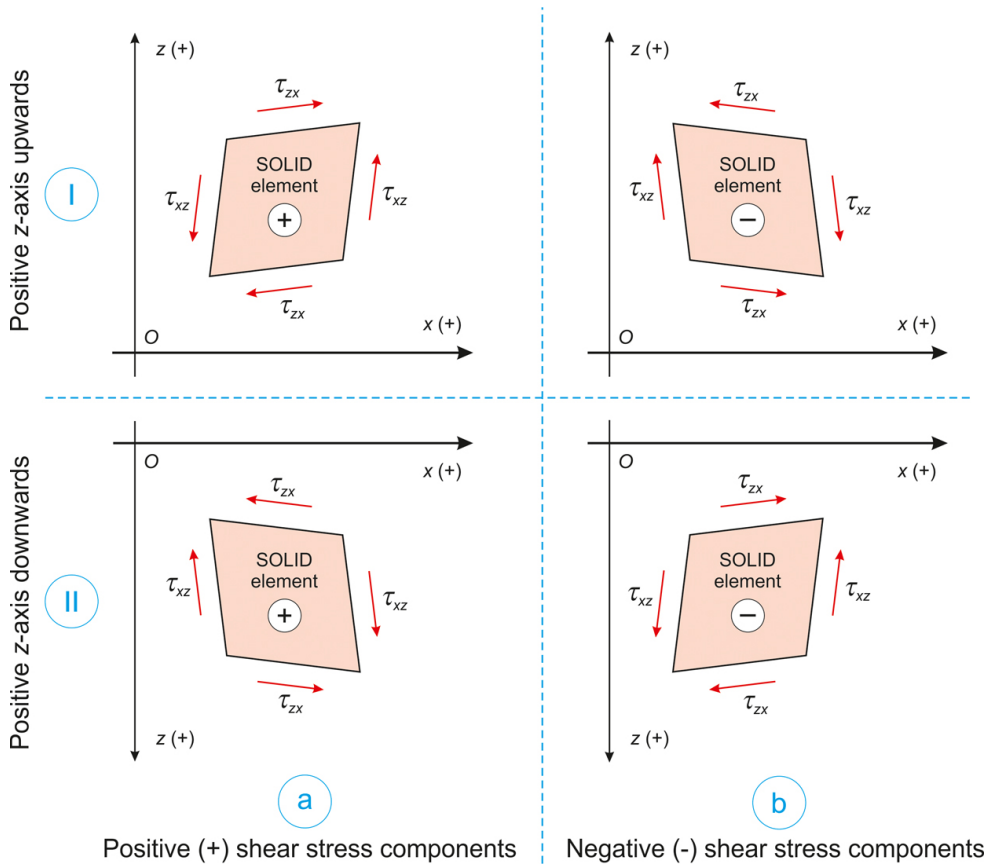 Positive z-axis upwards
I
z (+)
τzx
τxz
SOLID
element
+
τxz
τzx
O
x (+)
z (+)
τzx
τxz
SOLID
element
−
τxz
τzx
O
x (+)
Positive z-axis downwards
II
O
x (+)
τzx
τxz
SOLID
element
+
τxz
τzx
z (+)
O
x (+)
τzx
τxz
SOLID
element
−
τxz
τzx
z (+)
a
Positive (+) shear stress components
b
Negative (-) shear stress components